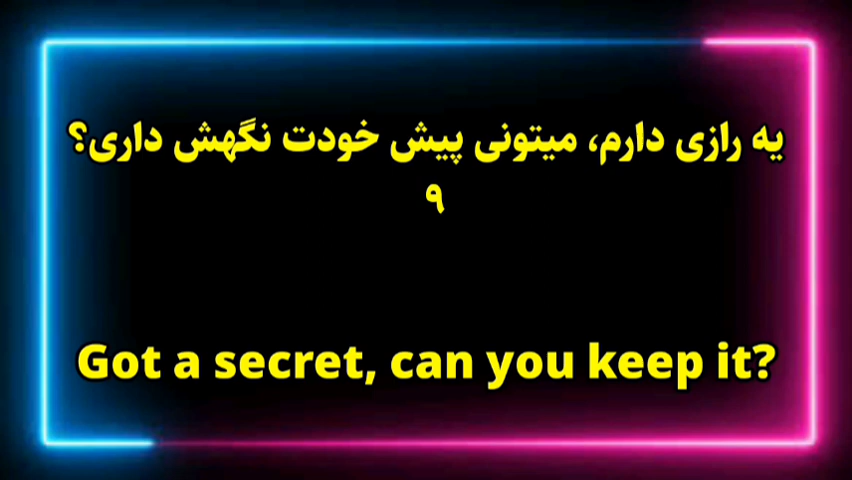 یه رازی دارم، میتونی پیش خودت نگهش داری؟
۹
Got a secret, can you keep it?